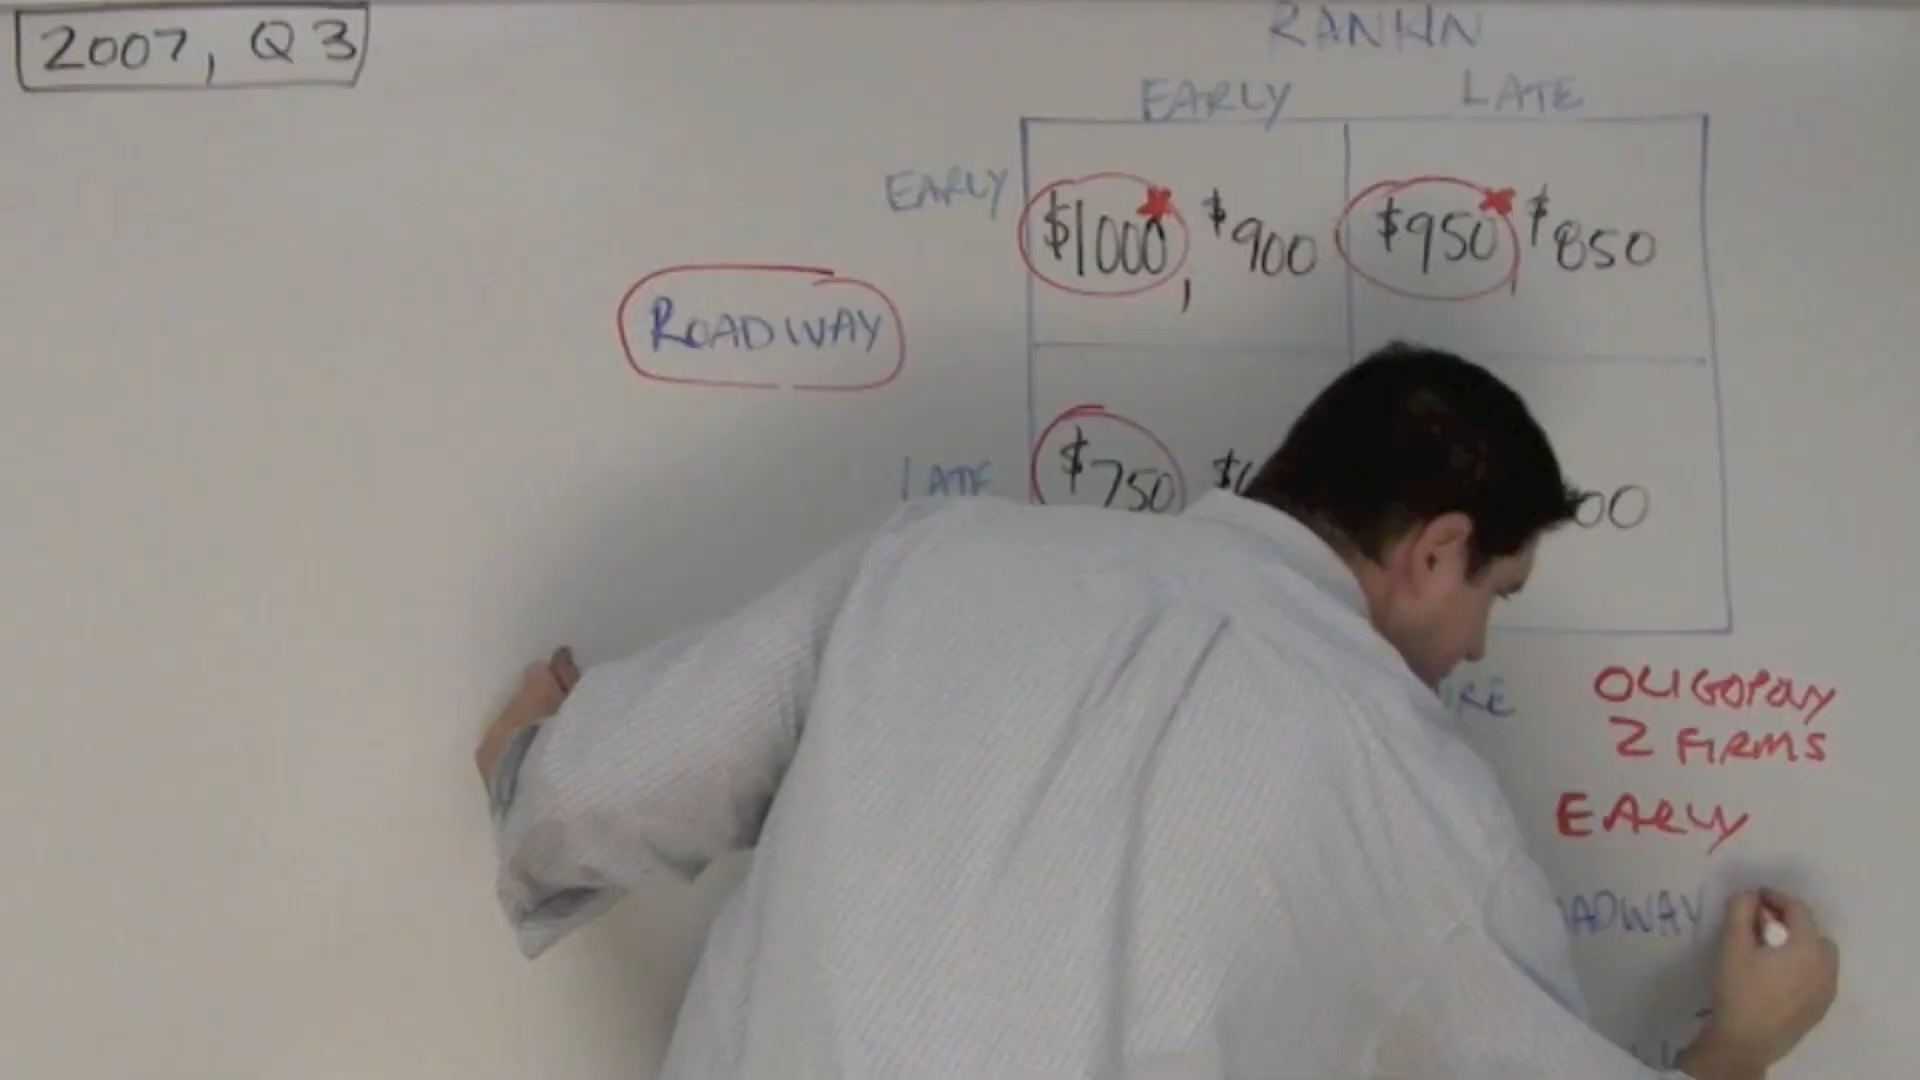 2007, Q3
RANKIN
EARLY LATE
EARLY $1000, $900 $950, $850
ROADWAY
LATE $750
OLIGOPOLY
2 FIRMS
EARLY